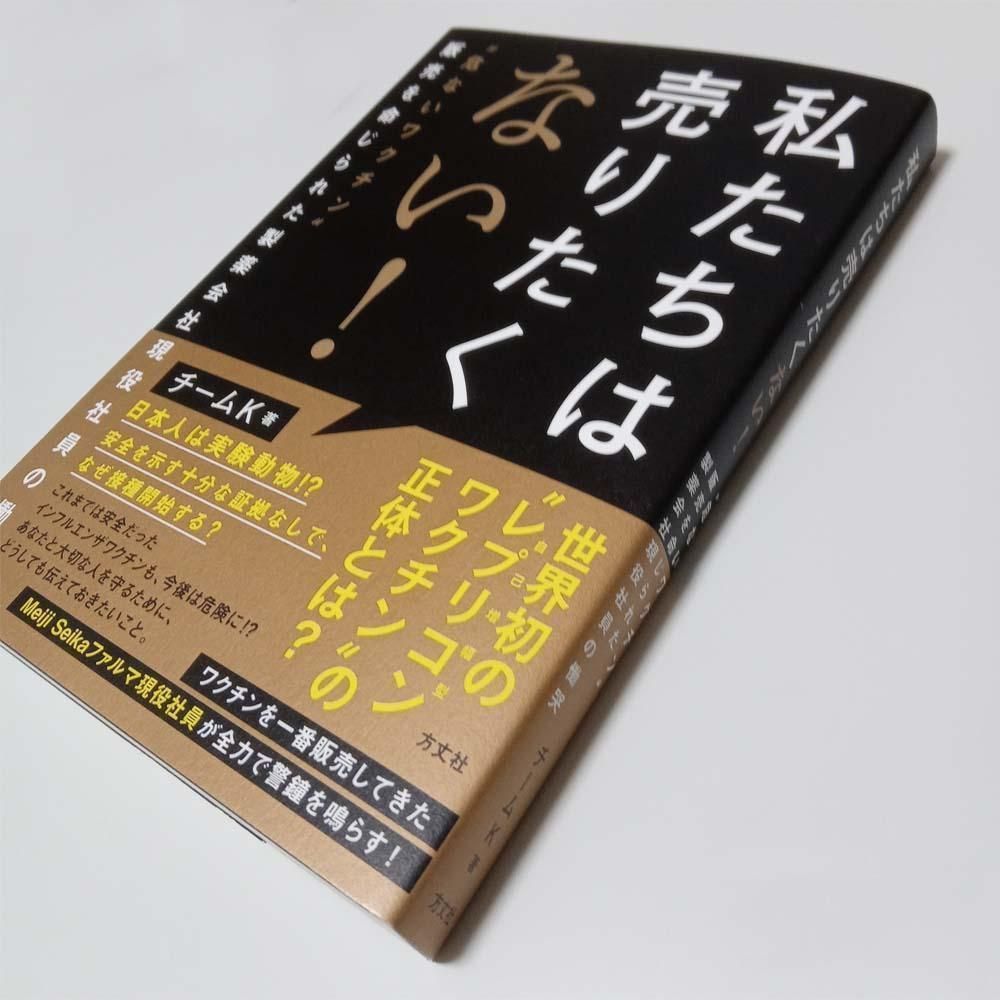 私たちは
売りたく
ない！
“危ないワクチン”
販売を命じられた製薬会社現役社員の慟
チームK 著
世界初の
“レプリコン
自己増幅型
ワクチン”の
正体とは？
日本人は実験動物!?
安全を示す十分な証拠なしで、
なぜ接種開始する？
これまでは安全だった
インフルエンザワクチンも、今後は危険に!?
あなたと大切な人を守るために、
どうしても伝えておきたいこと。
ワクチンを一番販売してきた
Meiji Seikaファルマ現役社員が全力で警鐘を鳴らす！
方丈社
私たちは売りたくない！
チームK 著
方丈社